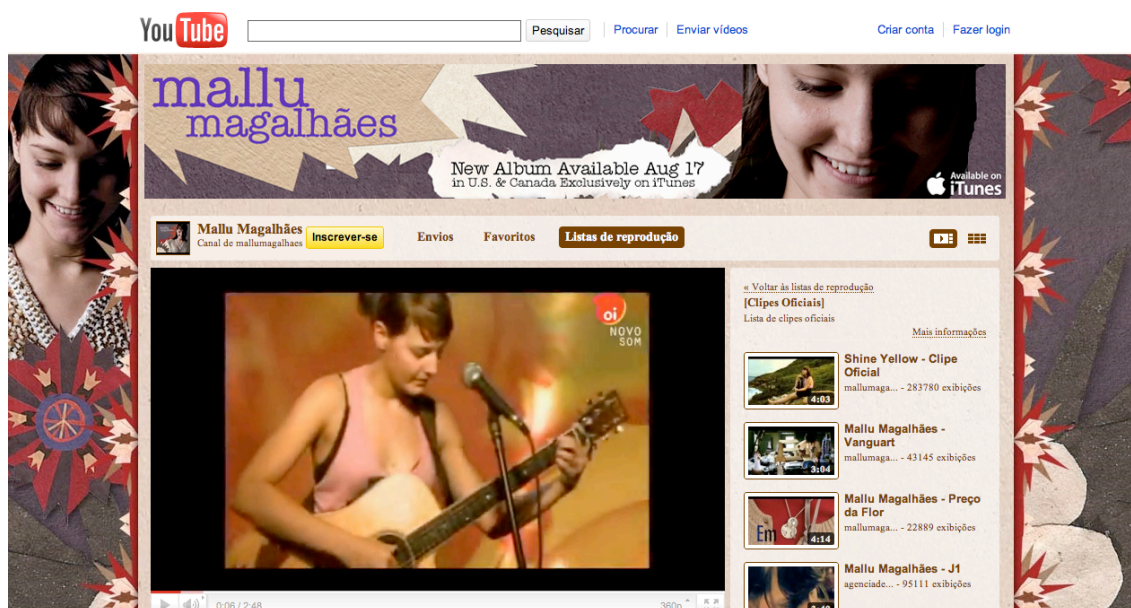 YouTube
Pesquisar
Procurar
Enviar vídeos
Criar conta
Fazer login
mallu
magalhães
New Album Available Aug 17
in U.S. & Canada Exclusively on iTunes
Available on
iTunes
Mallu Magalhães
Canal de mallumagalhaes
Inscrever-se
Envios
Favoritos
Listas de reprodução
oi
NOVO
SOM
« Voltar às listas de reprodução
[Clipes Oficiais]
Lista de clipes oficiais
Mais informações
Shine Yellow - Clipe
Oficial
mallumaga... - 283780 exibições
4:03
Mallu Magalhães -
Vanguart
mallumaga... - 43145 exibições
3:04
Mallu Magalhães - Preço
da Flor
mallumaga... - 22889 exibições
Em
4:14
Mallu Magalhães - J1
agenciade... - 95111 exibições
0:06 / 2:48
360p